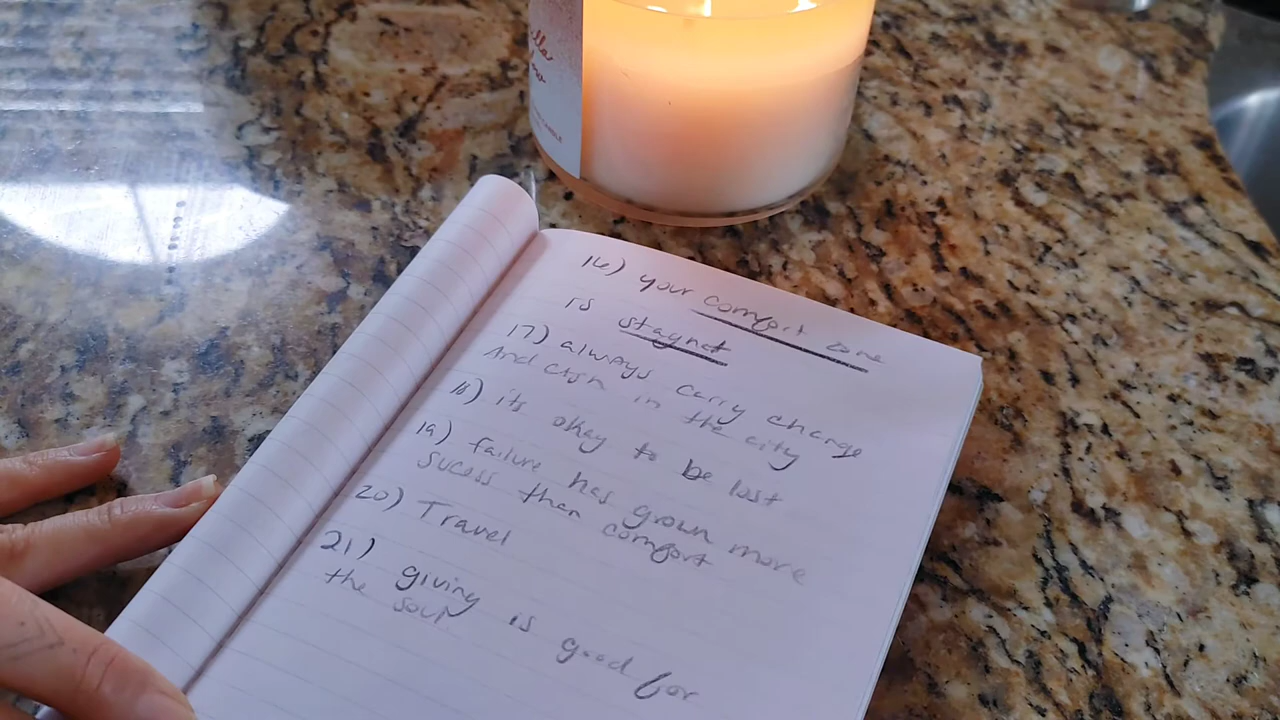 16) your comfort zone
is stagnet
17) always carry change
And cash in the city
18) its okay to be lost
19) failure has grown more
sucess than comfort
20) Travel
21) giving is good for
the soul